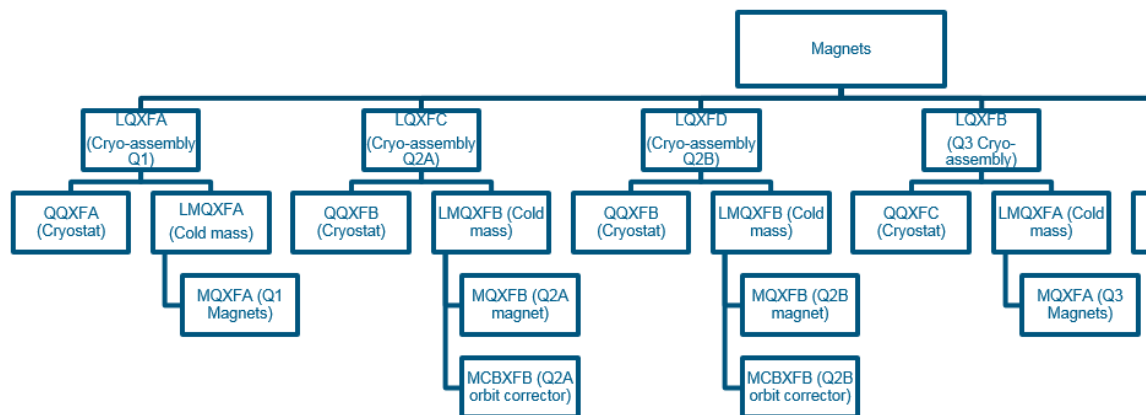 Magnets
LQXFA
(Cryo-assembly
Q1)
LQXFC
(Cryo-assembly
Q2A)
LQXFD
(Cryo-assembly
Q2B)
LQXFB
(Q3 Cryo-
assembly)
QQXFA
(Cryostat)
LMQXFA
(Cold mass)
QQXFB
(Cryostat)
LMQXFB (Cold
mass)
QQXFB
(Cryostat)
LMQXFB (Cold
mass)
QQXFC
(Cryostat)
LMQXFA (Cold
mass)
MQXFA (Q1
Magnets)
MQXFB (Q2A
magnet)
MQXFB (Q2B
magnet)
MQXFA (Q3
Magnets)
MCBXFB (Q2A
orbit corrector)
MCBXFB (Q2B
orbit corrector)